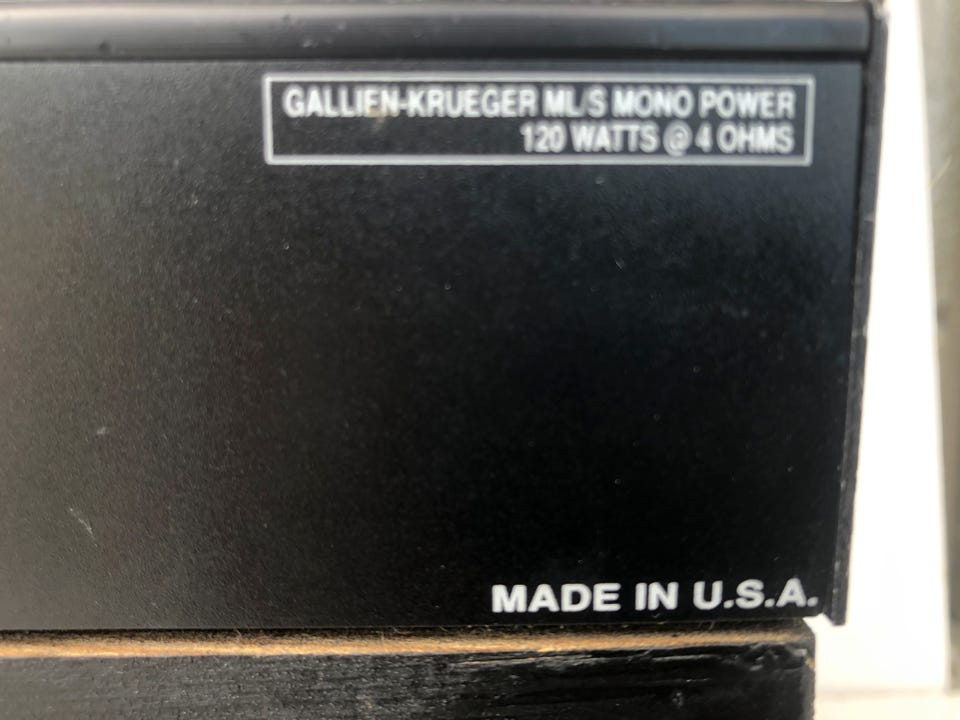 GALLIEN-KRUEGER ML/S MONO POWER
120 WATTS @ 4 OHMS
MADE IN U.S.A.